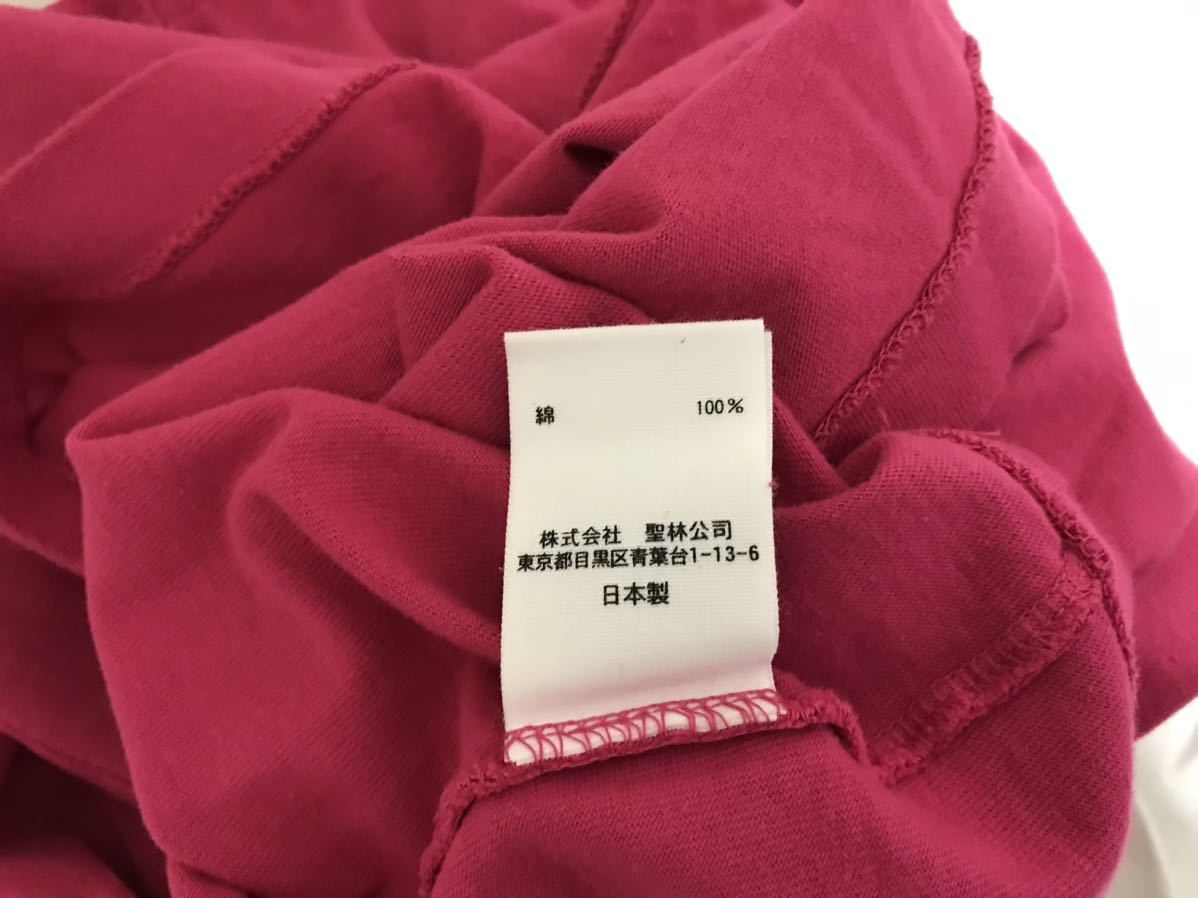 綿 100%
株式会社 聖林公司
東京都目黒区青葉台1-13-6
日本製